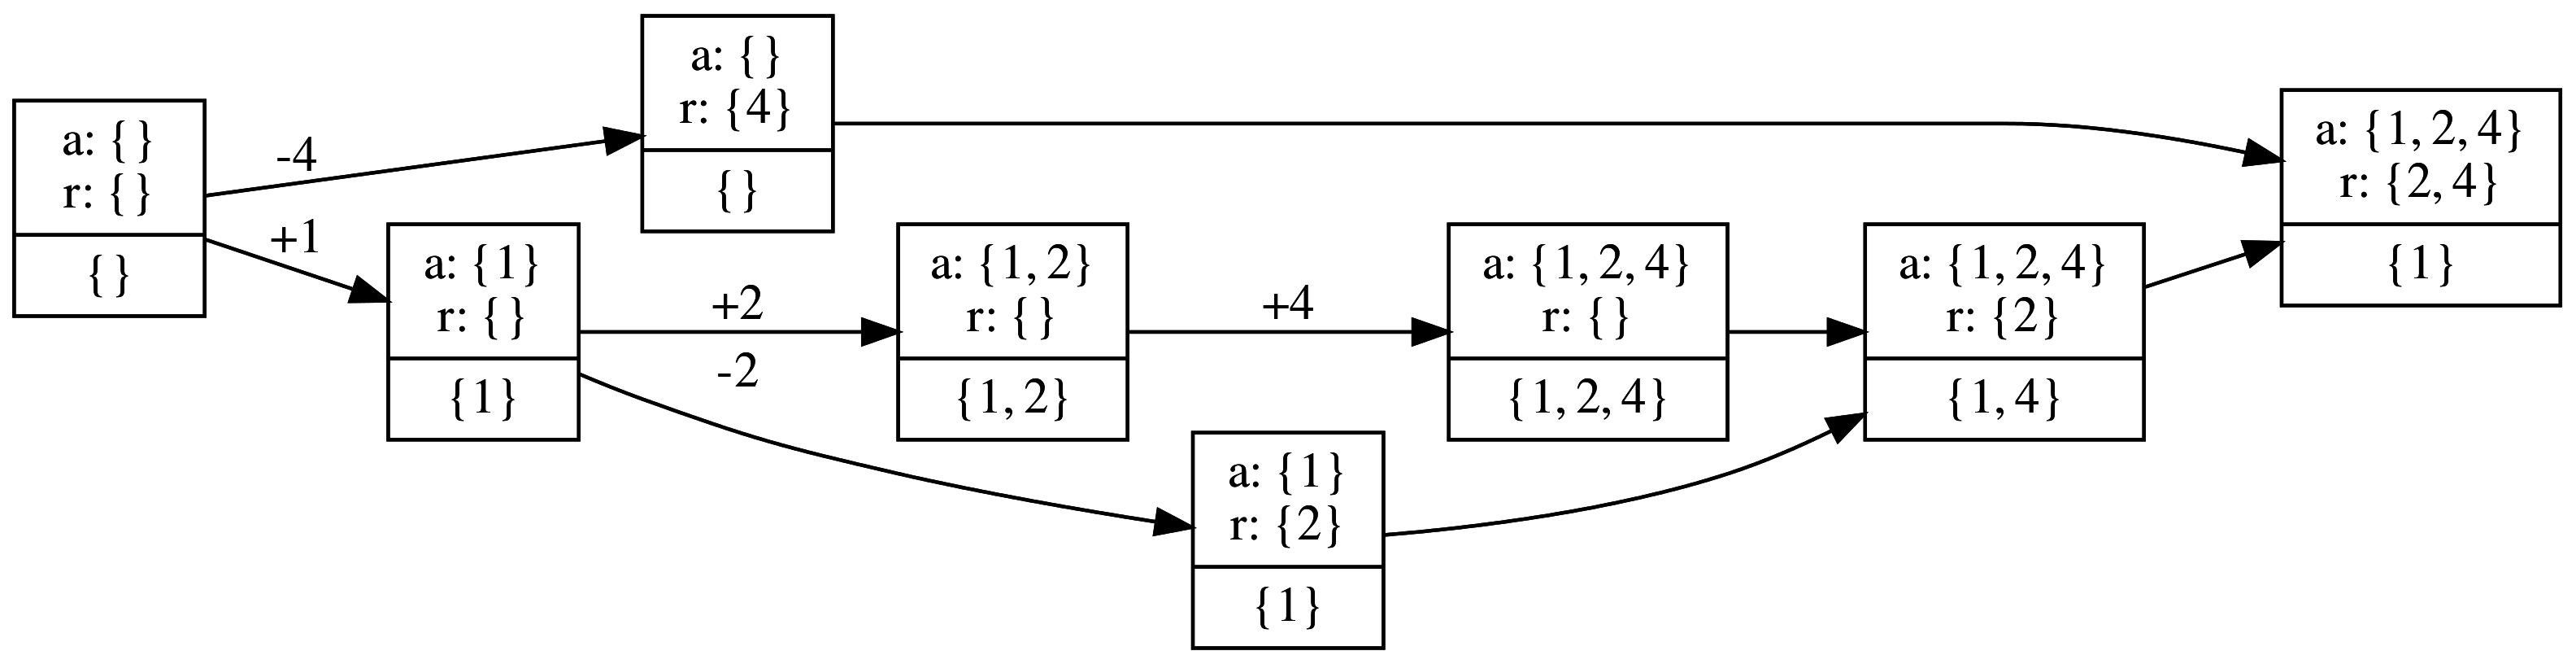 a: {}
r: {}
{}
-4
+1
a: {}
r: {4}
{}
a: {1}
r: {}
{1}
+2
-2
a: {1, 2}
r: {}
{1, 2}
+4
a: {1}
r: {2}
{1}
a: {1, 2, 4}
r: {}
{1, 2, 4}
a: {1, 2, 4}
r: {2}
{1, 4}
a: {1, 2, 4}
r: {2, 4}
{1}